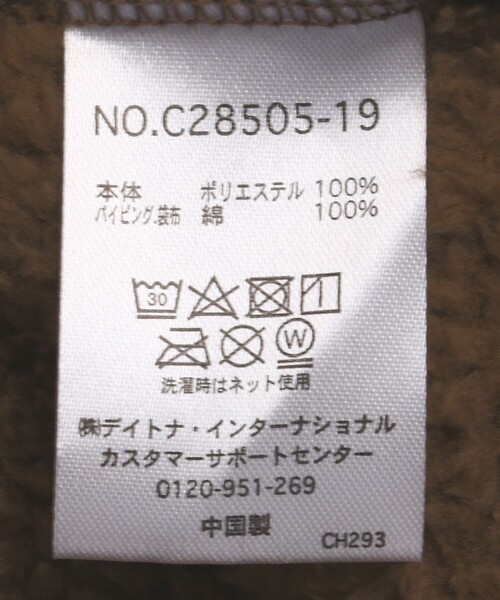 NO.C28505-19
本体 ポリエステル 100%
パイピング.袋布 綿 100%
30
W
洗濯時はネット使用
㈱デイトナ・インターナショナル
カスタマーサポートセンター
0120-951-269
中国製
CH293